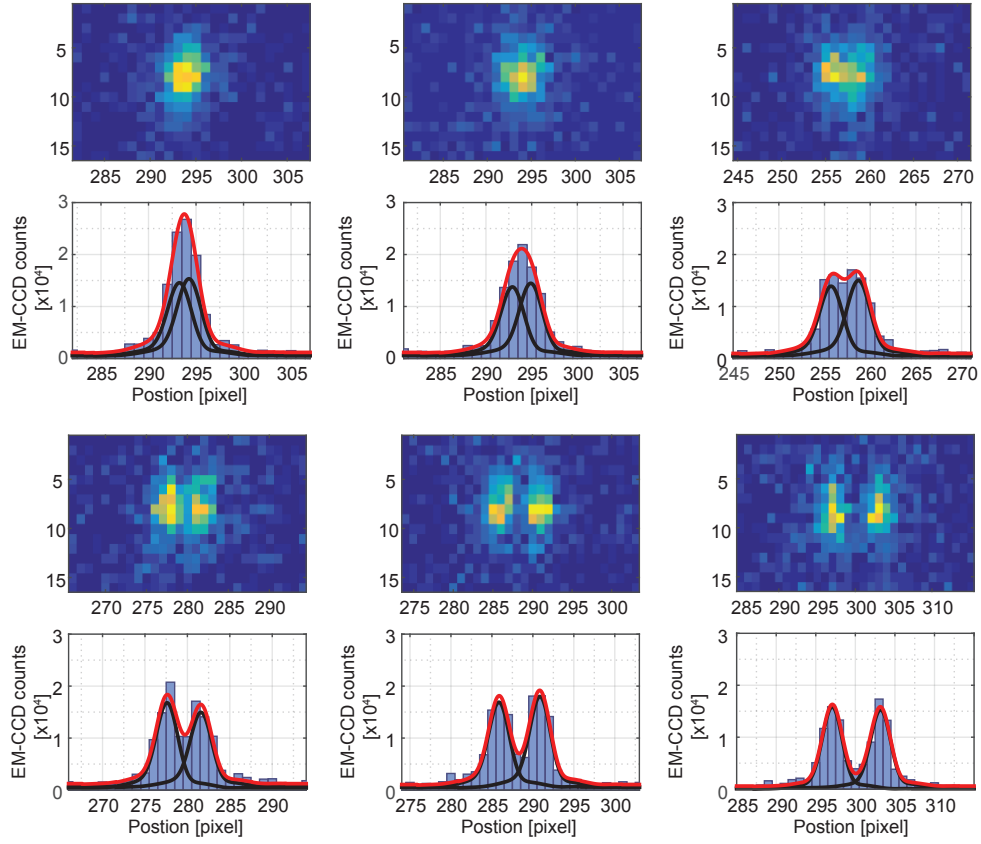 5
10
15
285 290 295 300 305
5
10
15
285 290 295 300 305
5
10
15
245 250 255 260 265 270
EM-CCD counts
[x10⁴]
3
2
1
0
285 290 295 300 305
Postion [pixel]
EM-CCD counts
[x10⁴]
3
2
1
0
285 290 295 300 305
Postion [pixel]
EM-CCD counts
[x10⁴]
3
2
1
0
245 250 255 260 265 270
Postion [pixel]
5
10
15
270 275 280 285 290
5
10
15
275 280 285 290 295 300
5
10
15
285 290 295 300 305 310
EM-CCD counts
[x10⁴]
3
2
1
0
270 275 280 285 290
Postion [pixel]
EM-CCD counts
[x10⁴]
3
2
1
0
275 280 285 290 295 300
Postion [pixel]
EM-CCD counts
[x10⁴]
3
2
1
0
285 290 295 300 305 310
Postion [pixel]